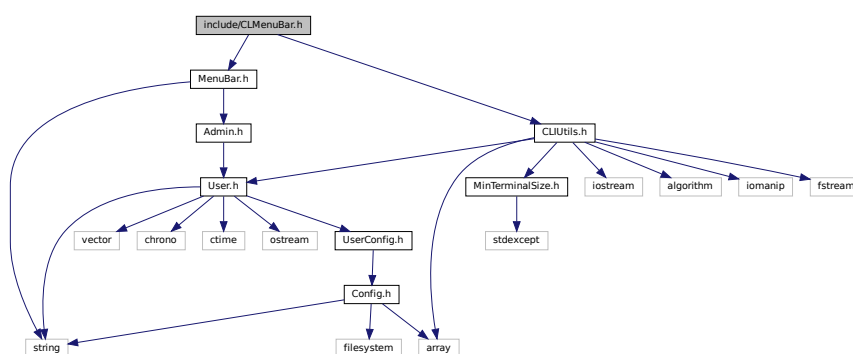 include/CLMenuBar.h
MenuBar.h
Admin.h
CLIUtils.h
User.h
MinTerminalSize.h
iostream
algorithm
iomanip
fstream
vector
chrono
ctime
ostream
UserConfig.h
stdexcept
Config.h
string
filesystem
array